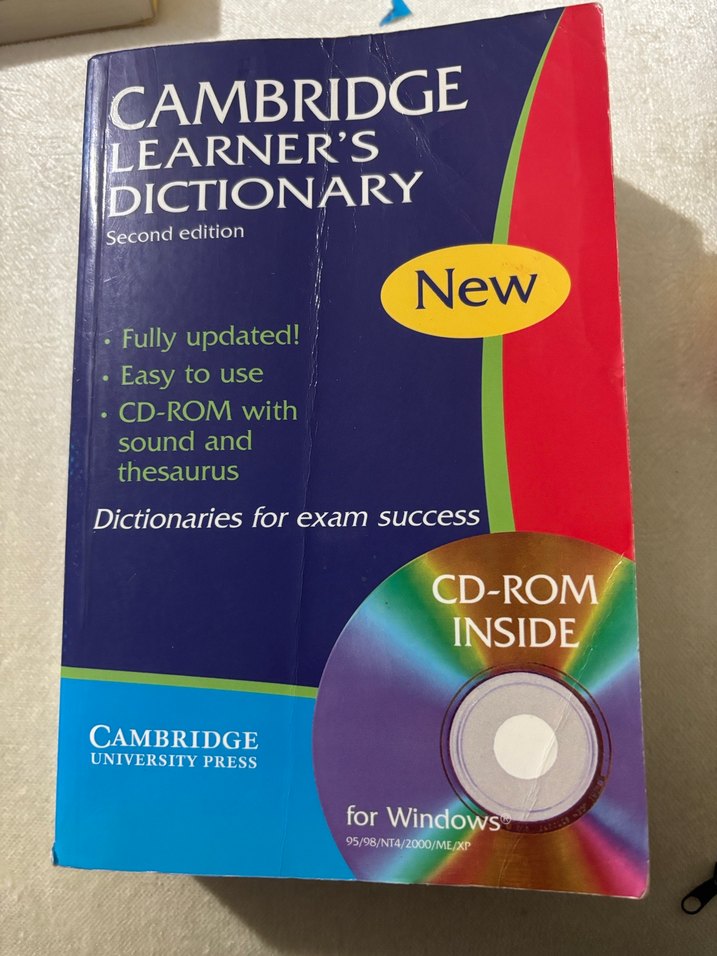 CAMBRIDGE
LEARNER'S
DICTIONARY
Second edition
New
• Fully updated!
• Easy to use
• CD-ROM with
sound and
thesaurus
Dictionaries for exam success
CD-ROM
INSIDE
CAMBRIDGE
UNIVERSITY PRESS
for Windows®
95/98/NT4/2000/ME/XP